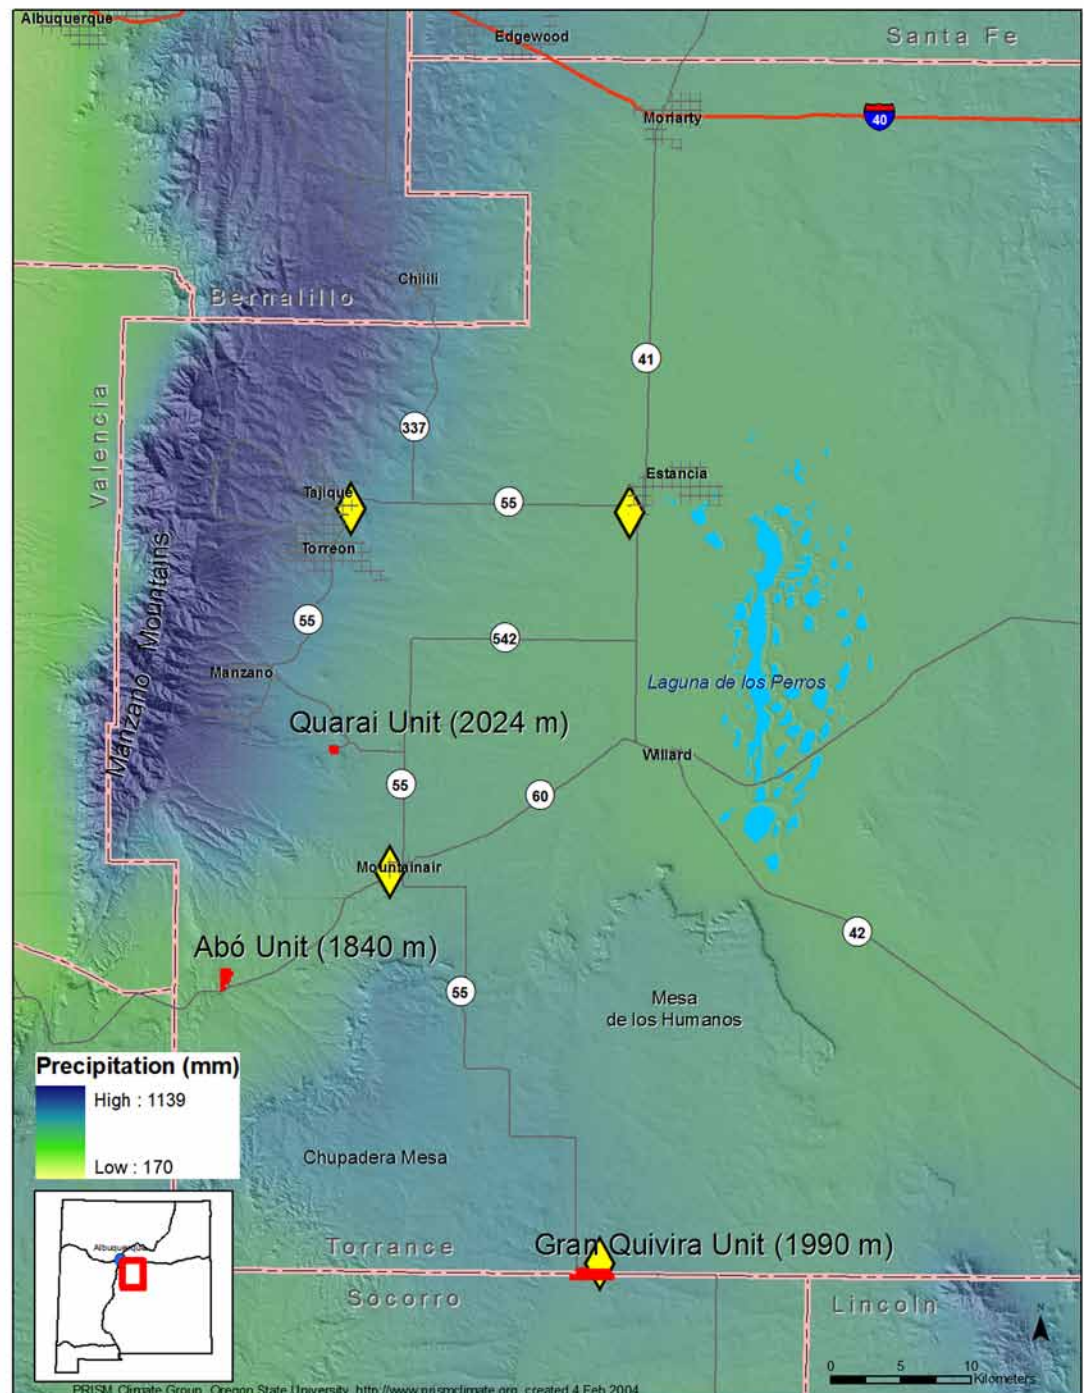 Albuquerque
Edgewood
Santa Fe
Moriarty
40
Chilili
Bernalillo
41
Valencia
337
Tajique
Estancia
55
Torreon
55
542
Manzano Mountains
Manzano
Laguna de los Perros
Quarai Unit (2024 m)
Willard
55
60
Mountainair
42
Abó Unit (1840 m)
55
Mesa
de los Humanos
Precipitation (mm)
High : 1139
Low : 170
Chupadera Mesa
Albuquerque
Torrance
Gran Quivira Unit (1990 m)
Socorro
Lincoln
N
0 5 10
Kilometers
PRISM Climate Group, Oregon State University, http://www.prismclimate.org, created 4 Feb 2004